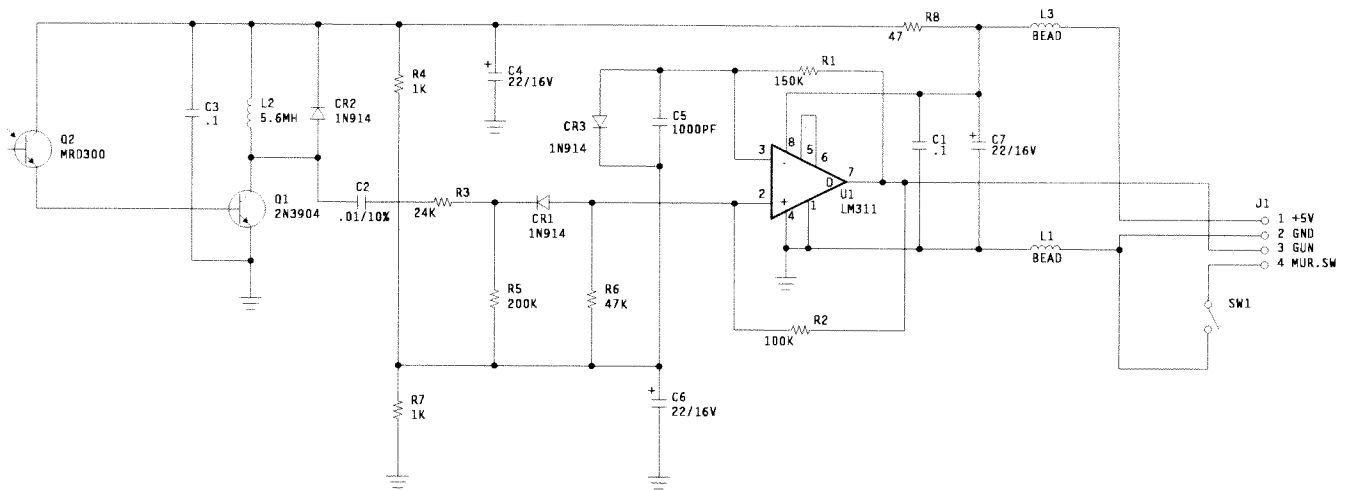 R8
47
L3
BEAD
R4
1K
+
C4
22/16V
R1
150K
C3
.1
L2
5.6MH
CR2
1N914
CR3
1N914
C5
1000PF
8
5
6
C1
.1
+
C7
22/16V
Q2
MRD300
3
-
7
O
U1
LM311
2
+
4
1
Q1
2N3904
C2
.01/10%
R3
24K
CR1
1N914
J1
1 +5V
2 GND
3 GUN
4 MUR.SW
L1
BEAD
R5
200K
R6
47K
SW1
R2
100K
R7
1K
+
C6
22/16V